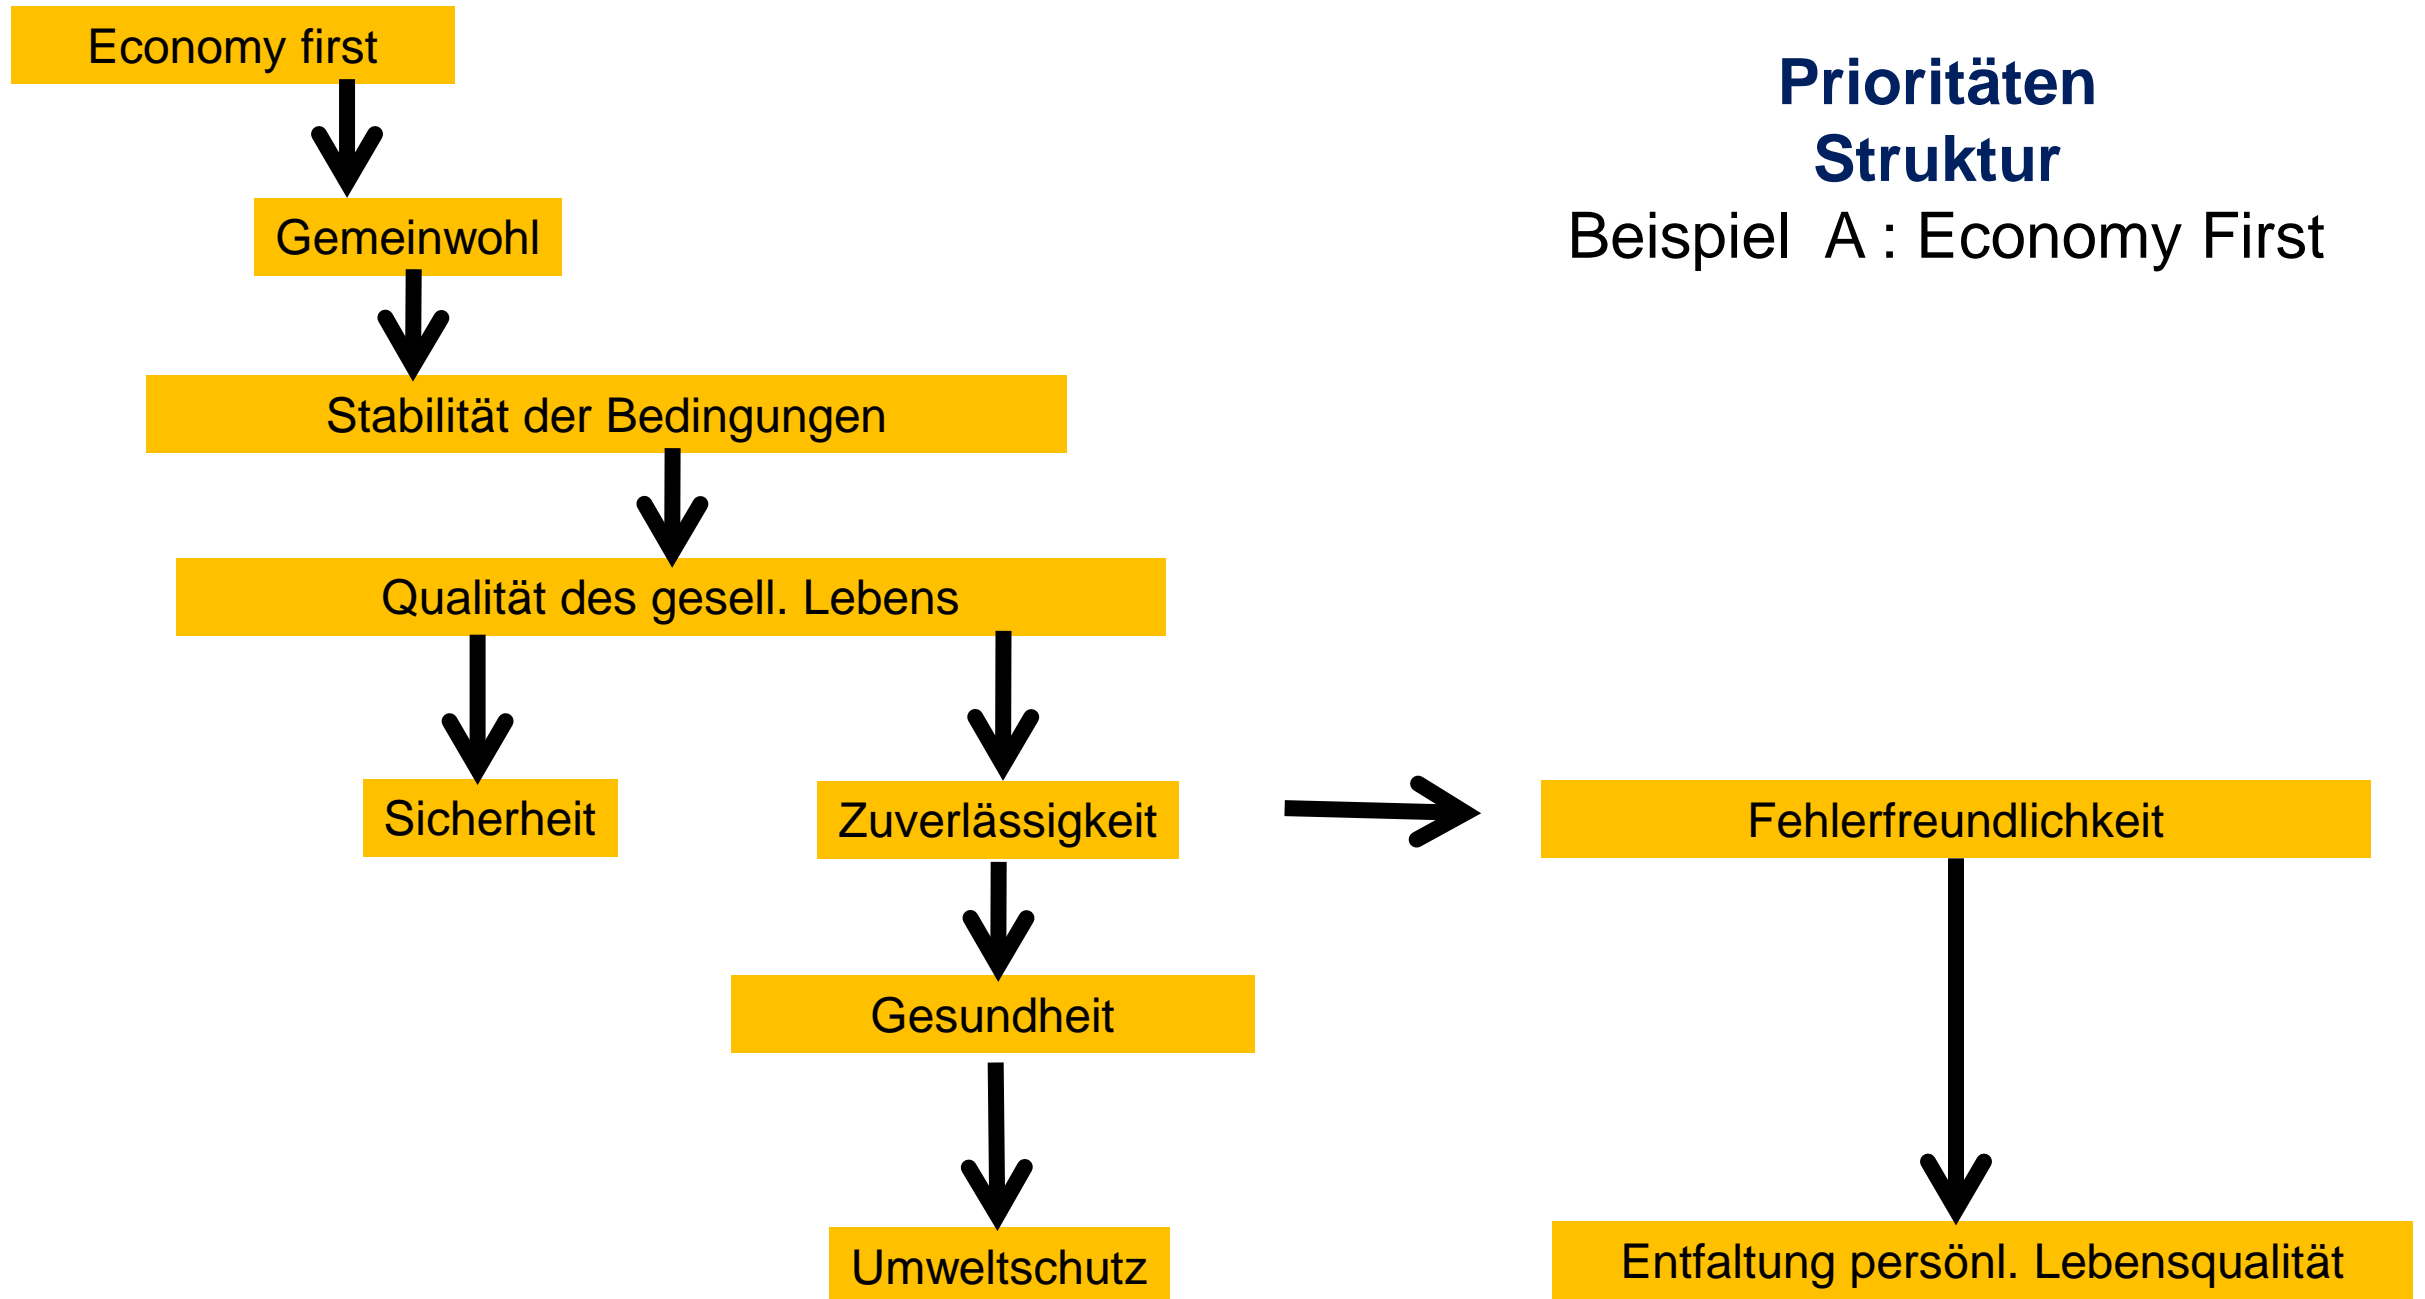 Economy first
Prioritäten
Struktur
Beispiel  A : Economy First
Gemeinwohl
Stabilität der Bedingungen
Qualität des gesell. Lebens
Sicherheit
Zuverlässigkeit
Fehlerfreundlichkeit
Gesundheit
Umweltschutz
Entfaltung persönl. Lebensqualität